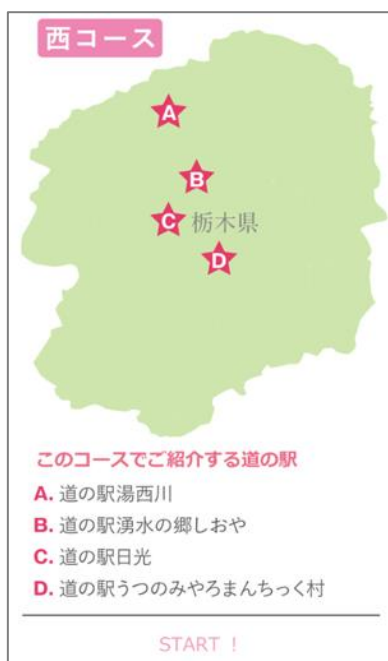 西コース
A
B
C 栃木県
D
このコースでご紹介する道の駅
A. 道の駅湯西川
B. 道の駅湧水の郷しおや
C. 道の駅日光
D. 道の駅うつのみやろまんちっく村
START !